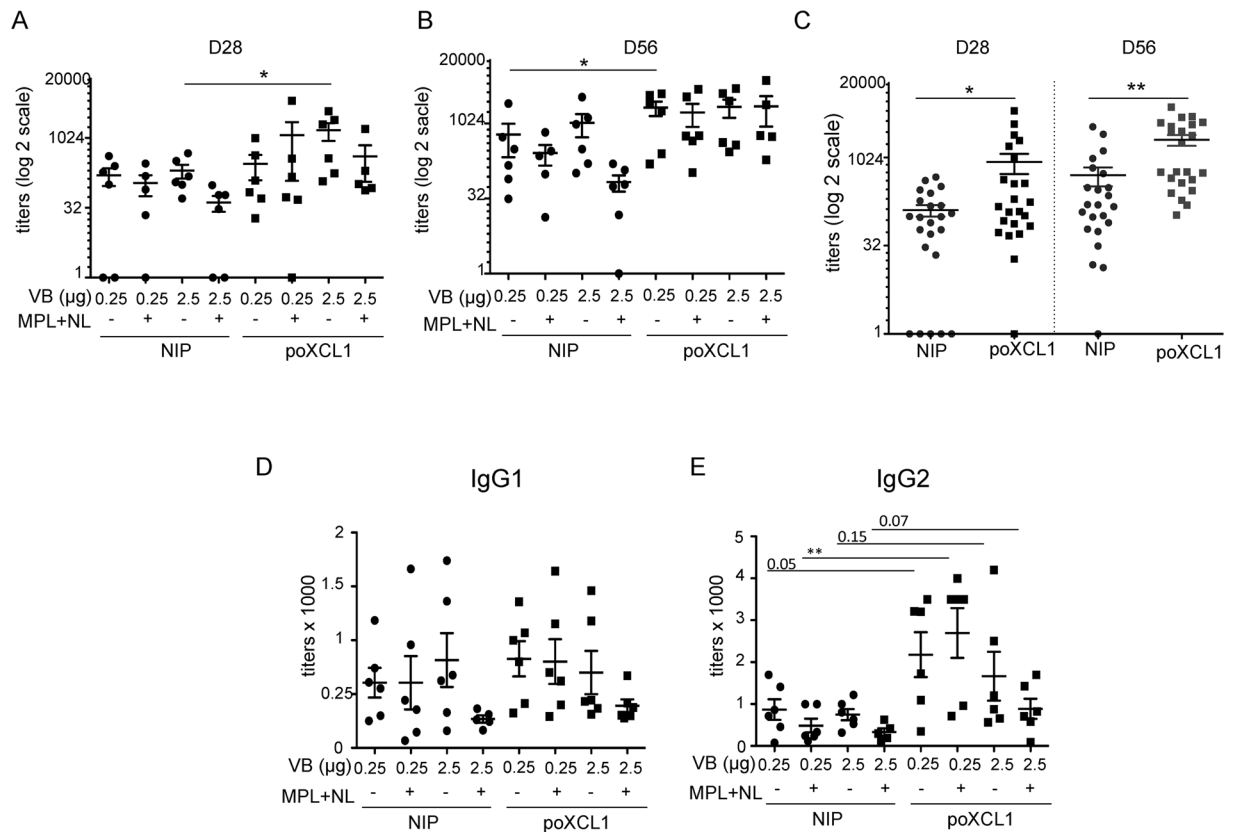 A
D28
titers (log 2 scale)
20000
*
1024
32
1
VB (µg) 0.25 0.25 2.5 2.5 0.25 0.25 2.5 2.5
MPL+NL - + - + - + - +
NIP poXCL1
B
D56
titers (log 2 sacle)
20000
*
1024
32
1
VB (µg) 0.25 0.25 2.5 2.5 0.25 0.25 2.5 2.5
MPL+NL - + - + - + - +
NIP poXCL1
C
D28 D56
titers (log 2 scale)
20000
* **
1024
32
1
NIP poXCL1 NIP poXCL1
D
IgG1
titers x 1000
2
1.5
1
0.25
0
VB (µg) 0.25 0.25 2.5 2.5 0.25 0.25 2.5 2.5
MPL+NL - + - + - + - +
NIP poXCL1
E
IgG2
titers x 1000
0.07
0.15
**
0.05
5
4
3
2
1
0
VB (µg) 0.25 0.25 2.5 2.5 0.25 0.25 2.5 2.5
MPL+NL - + - + - + - +
NIP poXCL1